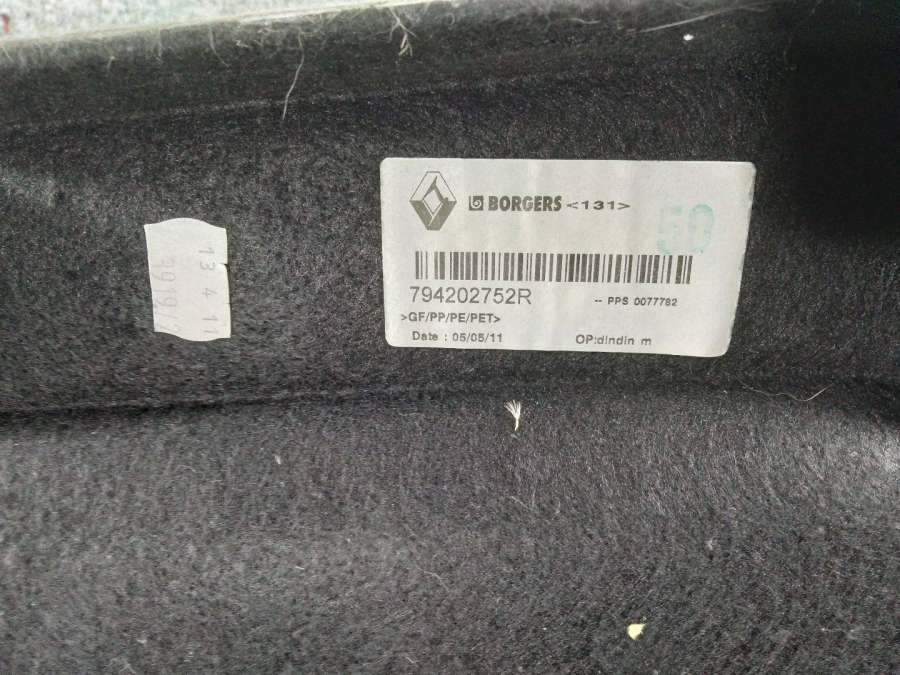 BORGERS <131>
50
794202752R
-- PPS 0077782
>GF/PP/PE/PET>
Date : 05/05/11
OP:dindin m
13 4 11